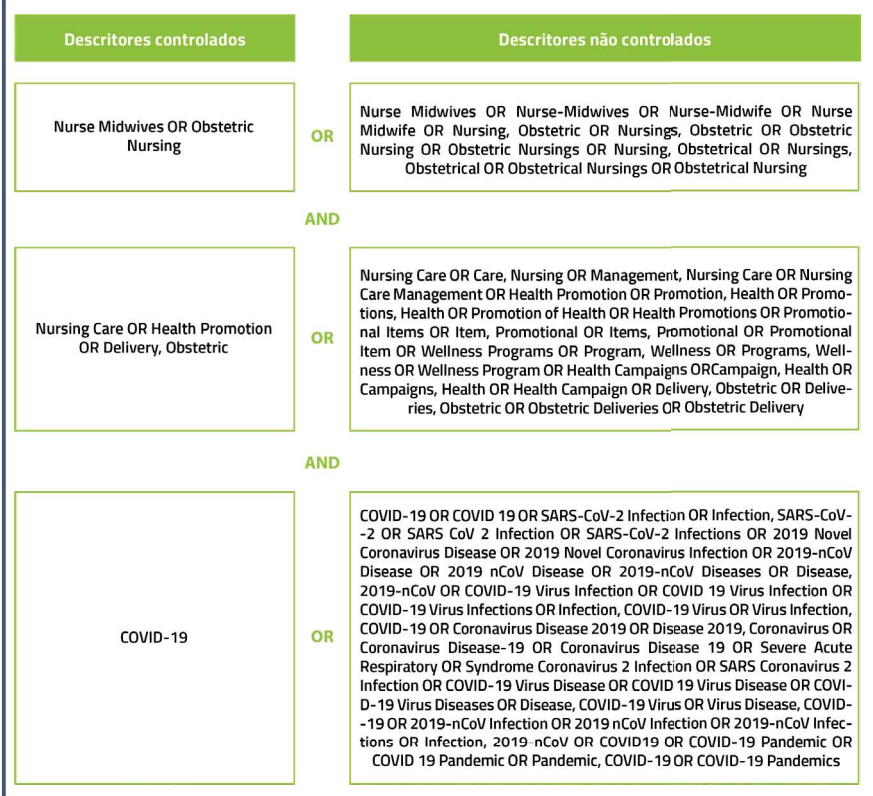 Descritores controlados
Descritores não controlados
Nurse Midwives OR Obstetric
Nursing
OR
Nurse Midwives OR Nurse-Midwives OR Nurse-Midwife OR Nurse
Midwife OR Nursing, Obstetric OR Nursings, Obstetric OR Obstetric
Nursing OR Obstetric Nursings OR Nursing, Obstetrical OR Nursings,
Obstetrical OR Obstetrical Nursings OR Obstetrical Nursing
AND
Nursing Care OR Health Promotion
OR Delivery, Obstetric
OR
Nursing Care OR Care, Nursing OR Management, Nursing Care OR Nursing
Care Management OR Health Promotion OR Promotion, Health OR Promo-
tions, Health OR Promotion of Health OR Health Promotions OR Promotio-
nal Items OR Item, Promotional OR Items, Promotional OR Promotional
Item OR Wellness Programs OR Program, Wellness OR Programs, Well-
ness OR Wellness Program OR Health Campaigns ORCampaign, Health OR
Campaigns, Health OR Health Campaign OR Delivery, Obstetric OR Delive-
ries, Obstetric OR Obstetric Deliveries OR Obstetric Delivery
AND
COVID-19
OR
COVID-19 OR COVID 19 OR SARS-CoV-2 Infection OR Infection, SARS-CoV-
-2 OR SARS CoV 2 Infection OR SARS-CoV-2 Infections OR 2019 Novel
Coronavirus Disease OR 2019 Novel Coronavirus Infection OR 2019-nCoV
Disease OR 2019 nCoV Disease OR 2019-nCoV Diseases OR Disease,
2019-nCoV OR COVID-19 Virus Infection OR COVID 19 Virus Infection OR
COVID-19 Virus Infections OR Infection, COVID-19 Virus OR Virus Infection,
COVID-19 OR Coronavirus Disease 2019 OR Disease 2019, Coronavirus OR
Coronavirus Disease-19 OR Coronavirus Disease 19 OR Severe Acute
Respiratory OR Syndrome Coronavirus 2 Infection OR SARS Coronavirus 2
Infection OR COVID-19 Virus Disease OR COVID 19 Virus Disease OR COVI-
D-19 Virus Diseases OR Disease, COVID-19 Virus OR Virus Disease, COVID-
-19 OR 2019-nCoV Infection OR 2019 nCoV Infection OR 2019-nCoV Infec-
tions OR Infection, 2019-nCoV OR COVID19 OR COVID-19 Pandemic OR
COVID 19 Pandemic OR Pandemic, COVID-19 OR COVID-19 Pandemics